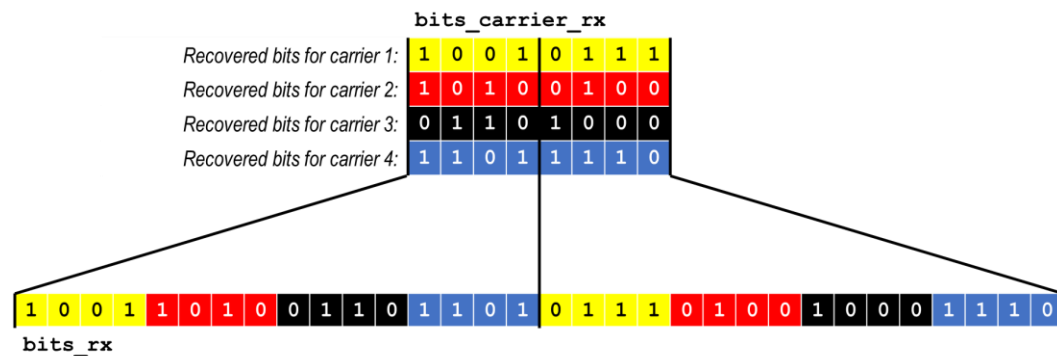 bits_carrier_rx
Recovered bits for carrier 1: 1 0 0 1 0 1 1 1
Recovered bits for carrier 2: 1 0 1 0 0 1 0 0
Recovered bits for carrier 3: 0 1 1 0 1 0 0 0
Recovered bits for carrier 4: 1 1 0 1 1 1 1 0
1 0 0 1 1 0 1 0 0 1 1 0 1 1 0 1 0 1 1 1 0 1 0 0 1 0 0 0 1 1 1 0
bits_rx